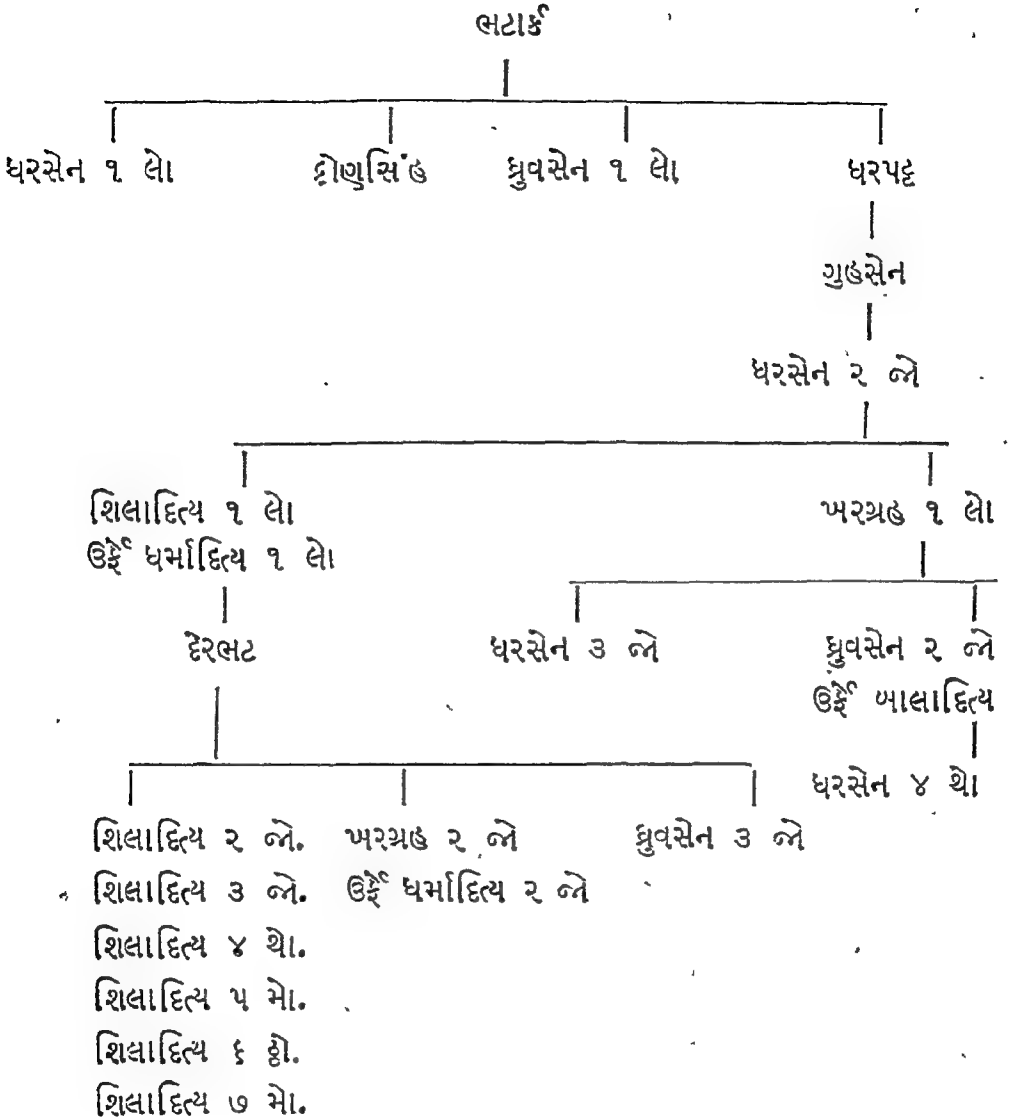 ભટાર્ક
ધરસેન ૧ લો દ્રોણસિંહ ધ્રુવસેન ૧ લો ધરપટ્ટ
ગુહસેન
ધરસેન ૨ જો
શિલાદિત્ય ૧ લો ખરગ્રહ ૧ લો
ઉર્ફે ધર્માદિત્ય ૧ લો
દેરભટ ધરસેન ૩ જો ધ્રુવસેન ૨ જો
ઉર્ફે બાલાદિત્ય
ધરસેન ૪ થો
શિલાદિત્ય ૨ જો. ખરગ્રહ ૨ જો ધ્રુવસેન ૩ જો
શિલાદિત્ય ૩ જો. ઉર્ફે ધર્માદિત્ય ૨ જો
શિલાદિત્ય ૪ થો.
શિલાદિત્ય ૫ મો.
શિલાદિત્ય ૬ ઠ્ઠો.
શિલાદિત્ય ૭ મો.